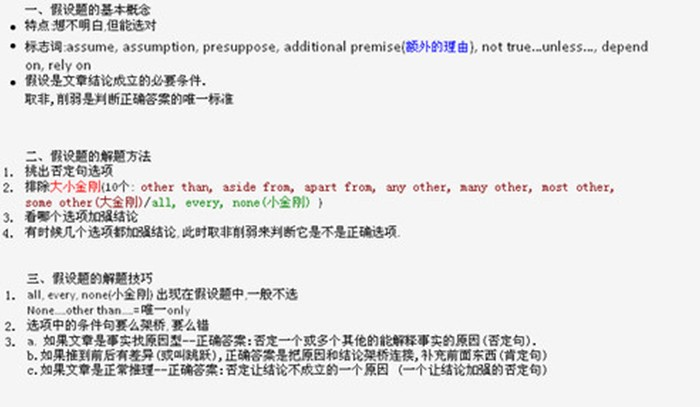 一、假设题的基本概念
● 特点:想不明白,但能选对
● 标志词:assume, assumption, presuppose, additional premise{额外的理由}, not true...unless..., depend
on, rely on
● 假设是文章结论成立的必要条件.
取非,削弱是判断正确答案的唯一标准
二、假设题的解题方法
1. 挑出否定句选项
2. 排除大小金刚{10个: other than, aside from, apart from, any other, many other, most other,
some other(大金刚)/all, every, none(小金刚) }
3. 看哪个选项加强结论
4. 有时候几个选项都加强结论,此时取非削弱来判断它是不是正确选项.
三、假设题的解题技巧
1. all, every, none{小金刚} 出现在假设题中,一般不选
None....other than....=唯一only
2. 选项中的条件句要么架桥,要么错
3. a. 如果文章是事实找原因型--正确答案:否定一个或多个其他的能解释事实的原因(否定句).
b.如果推到前后有差异(或叫跳跃),正确答案是把原因和结论架桥连接,补充前面东西(肯定句)
c.如果文章是正常推理--正确答案:否定让结论不成立的一个原因 (一个让结论加强的否定句)